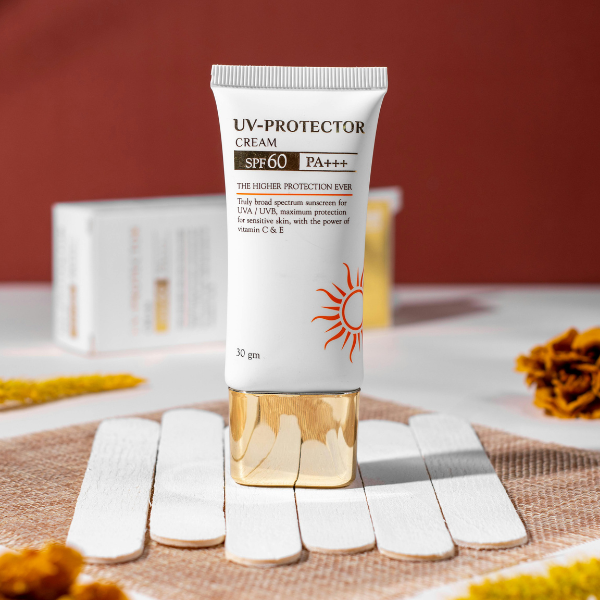 UV-PROTECTOR
CREAM
SPF60 PA+++
THE HIGHER PROTECTION EVER
Truly broad spectrum sunscreen for
UVA / UVB, maximum protection
for sensitive skin, with the power of
vitamin C & E
30 gm